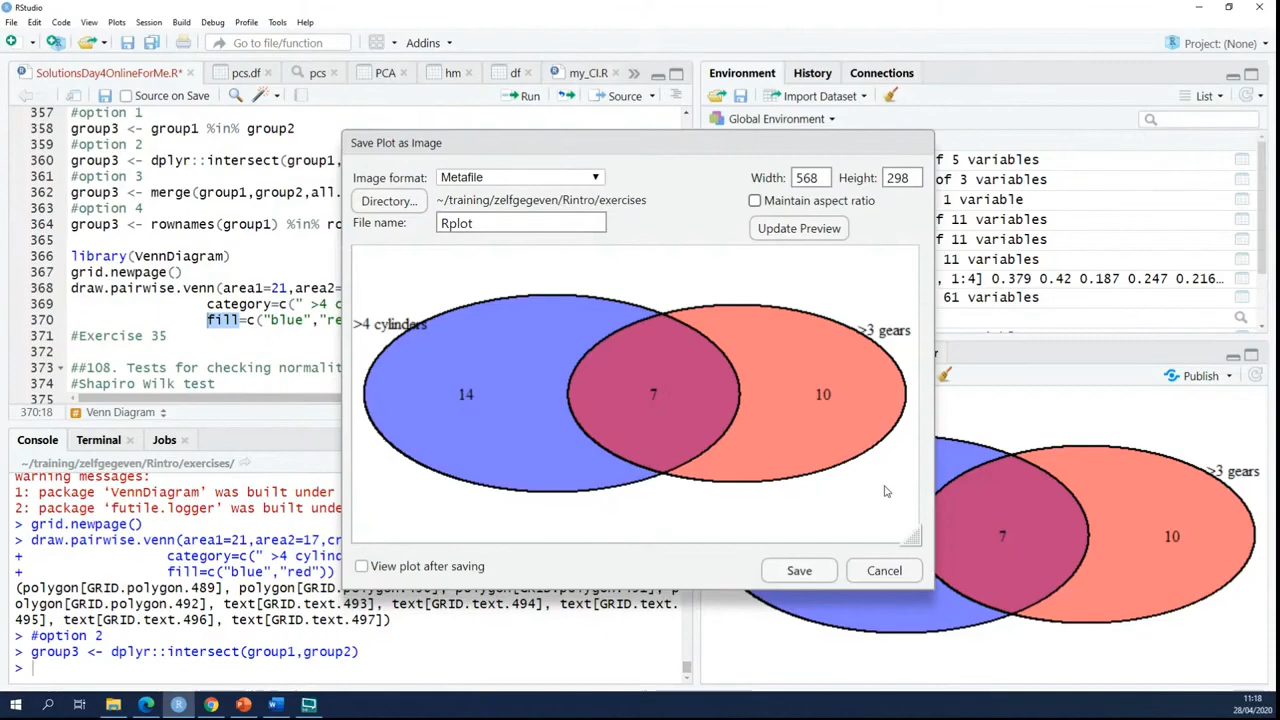 RStudio
File Edit Code View Plots Session Build Debug Profile Tools Help
Go to file/function Addins Project: (None)
SolutionsDay4OnlineForMe.R* pcs.df pcs PCA hm df my_CI.R
Source on Save Run Source
357 #option 1
358 group3 <- group1 %in% group2
359 #option 2
360 group3 <- dplyr::intersect(group1,
361 #option 3
362 group3 <- merge(group1,group2,all.
363 #option 4
364 group3 <- rownames(group1) %in% ro
365
366 library(VennDiagram)
367 grid.newpage()
368 draw.pairwise.venn(area1=21,area2=
369 category=c(" >4 c
370 fill=c("blue","re
371 #Exercise 35
372
373 ##108. Tests for checking normalit
374 #Shapiro Wilk test
370:18 Venn Diagram
Console Terminal Jobs
~/training/zelfgegeven/Rintro/exercises/
warning messages:
1: package ‘VennDiagram’ was built under
2: package ‘futile.logger’ was built unde
> grid.newpage()
> draw.pairwise.venn(area1=21,area2=17,cr
+ category=c(" >4 cylind
+ fill=c("blue","red"))
(polygon[GRID.polygon.489], polygon[GRID.polygon.490], polygon[GRID.polygon.491], p
olygon[GRID.polygon.492], text[GRID.text.493], text[GRID.text.494], text[GRID.text.
495], text[GRID.text.496], text[GRID.text.497])
> #option 2
> group3 <- dplyr::intersect(group1,group2)
>
Save Plot as Image
Image format: Metafile
Directory... ~/training/zelfgegeven/Rintro/exercises
File name: Rplot
Width: 568 Height: 298
Maintain aspect ratio
Update Preview
>4 cylinders >3 gears
14 7 10
View plot after saving
Save Cancel
Environment History Connections
Import Dataset List
Global Environment
of 5 variables
of 3 variables
1 variable
of 11 variables
of 11 variables
11 variables
, 1:4] 0.379 0.42 0.187 0.247 0.216...
61 variables
Publish
>3 gears
7 10
11:18
28/04/2020